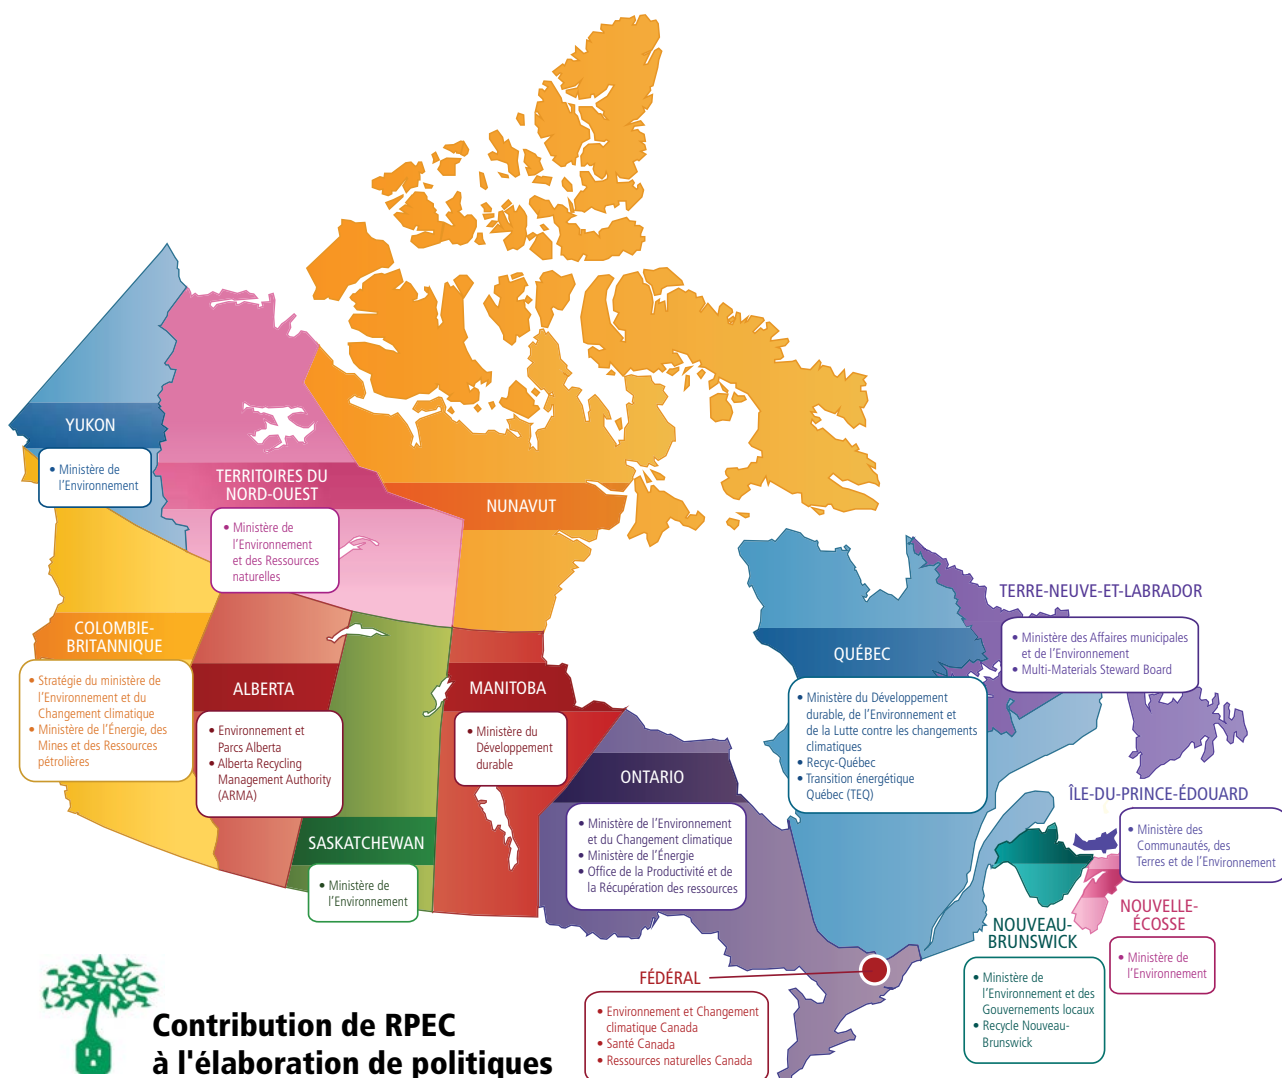 YUKON
• Ministère de
l'Environnement
TERRITOIRES DU
NORD-OUEST
• Ministère de
l'Environnement
et des Ressources
naturelles
NUNAVUT
COLOMBIE-
BRITANNIQUE
• Stratégie du ministère de
l'Environnement et du
Changement climatique
• Ministère de l'Énergie, des
Mines et des Ressources
pétrolières
ALBERTA
• Environnement et
Parcs Alberta
• Alberta Recycling
Management Authority
(ARMA)
SASKATCHEWAN
• Ministère de
l'Environnement
MANITOBA
• Ministère du
Développement
durable
ONTARIO
• Ministère de l'Environnement
et du Changement climatique
• Ministère de l'Énergie
• Office de la Productivité et de
la Récupération des ressources
QUÉBEC
• Ministère du Développement
durable, de l'Environnement et
de la Lutte contre les changements
climatiques
• Recyc-Québec
• Transition énergétique
Québec (TEQ)
TERRE-NEUVE-ET-LABRADOR
• Ministère des Affaires municipales
et de l'Environnement
• Multi-Materials Steward Board
ÎLE-DU-PRINCE-ÉDOUARD
• Ministère des
Communautés, des
Terres et de l'Environnement
NOUVELLE-
ÉCOSSE
• Ministère de
l'Environnement
NOUVEAU-
BRUNSWICK
• Ministère de
l'Environnement et des
Gouvernements locaux
• Recycle Nouveau-
Brunswick
FÉDÉRAL
• Environnement et Changement
climatique Canada
• Santé Canada
• Ressources naturelles Canada
Contribution de RPEC
à l'élaboration de politiques